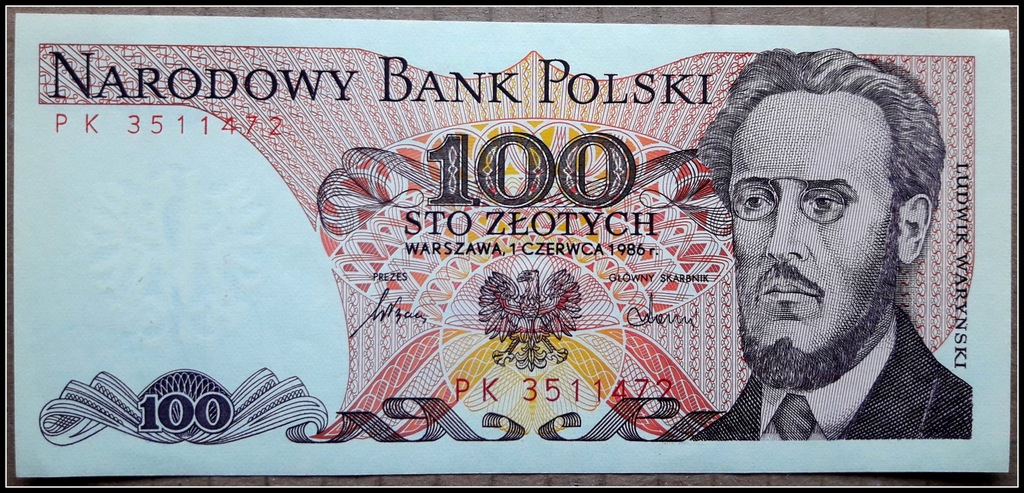 NARODOWY BANK POLSKI
PK 3511472
100
STO ZŁOTYCH
WARSZAWA, 1 CZERWCA 1986 r.
PREZES
GŁÓWNY SKARBNIK
PK 3511472
100
LUDWIK WARYŃSKI